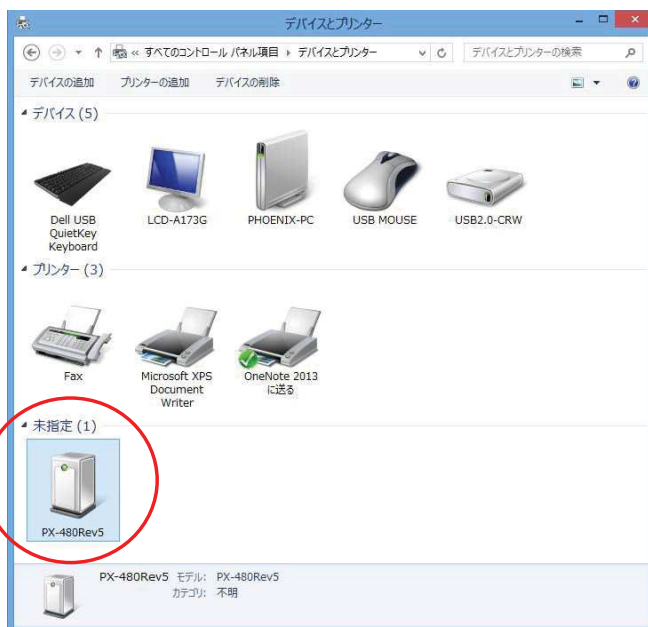 デバイスとプリンター
« すべてのコントロール パネル項目 ▸ デバイスとプリンター
デバイスとプリンターの検索
デバイスの追加 プリンターの追加 デバイスの削除
デバイス (5)
Dell USB
QuietKey
Keyboard
LCD-A173G
PHOENIX-PC
USB MOUSE
USB2.0-CRW
プリンター (3)
Fax
Microsoft XPS
Document
Writer
OneNote 2013
に送る
未指定 (1)
PX-480Rev5
PX-480Rev5 モデル: PX-480Rev5
カテゴリ: 不明